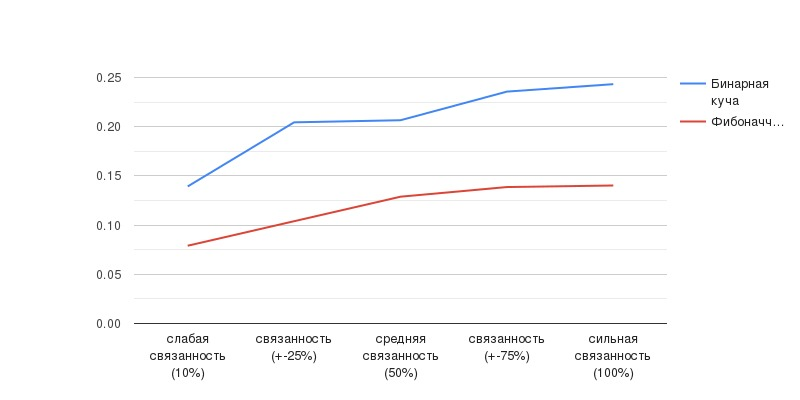 0.25
0.20
0.15
0.10
0.05
0.00
слабая
связанность
(10%)
связанность
(+-25%)
средняя
связанность
(50%)
связанность
(+-75%)
сильная
связанность
(100%)
Бинарная
куча
Фибоначч…